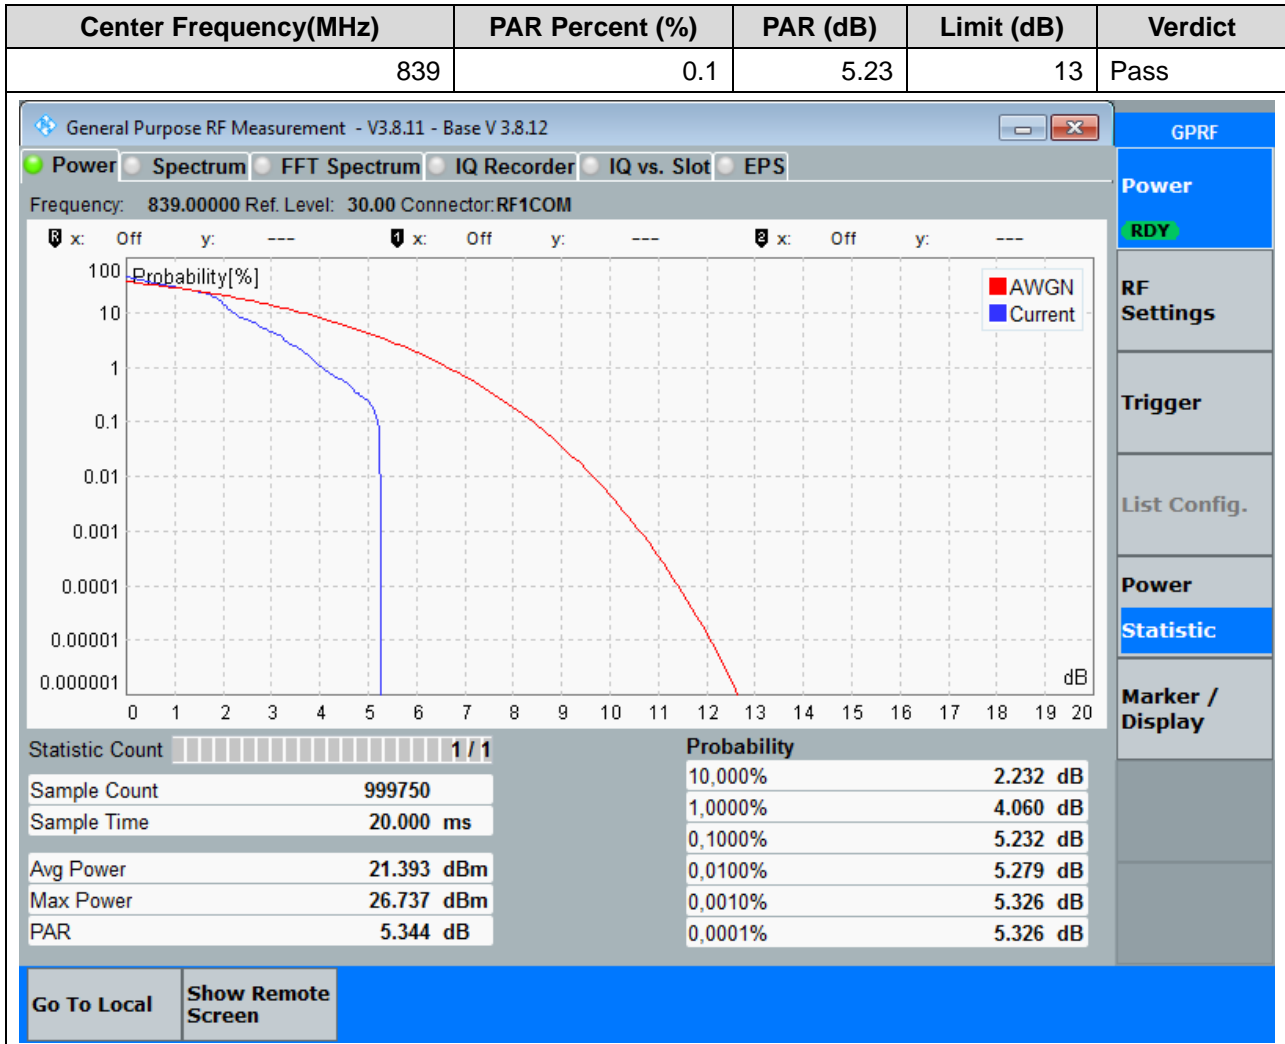 Center Frequency(MHz) PAR Percent (%) PAR (dB) Limit (dB) Verdict
839 0.1 5.23 13 Pass
General Purpose RF Measurement - V3.8.11 - Base V 3.8.12
GPRF
Power Spectrum FFT Spectrum IQ Recorder IQ vs. Slot EPS
Power
RDY
Frequency: 839.00000 Ref. Level: 30.00 Connector:RF1COM
R x: Off y: --- 1 x: Off y: --- 2 x: Off y: ---
Probability[%]
AWGN
Current
100
10
1
0.1
0.01
0.001
0.0001
0.00001
0.000001
dB
0 1 2 3 4 5 6 7 8 9 10 11 12 13 14 15 16 17 18 19 20
RF
Settings
Trigger
List Config.
Power
Statistic
Marker /
Display
Statistic Count 1 / 1
Sample Count 999750
Sample Time 20.000 ms
Avg Power 21.393 dBm
Max Power 26.737 dBm
PAR 5.344 dB
Probability
10,000% 2.232 dB
1,0000% 4.060 dB
0,1000% 5.232 dB
0,0100% 5.279 dB
0,0010% 5.326 dB
0,0001% 5.326 dB
Go To Local
Show Remote
Screen